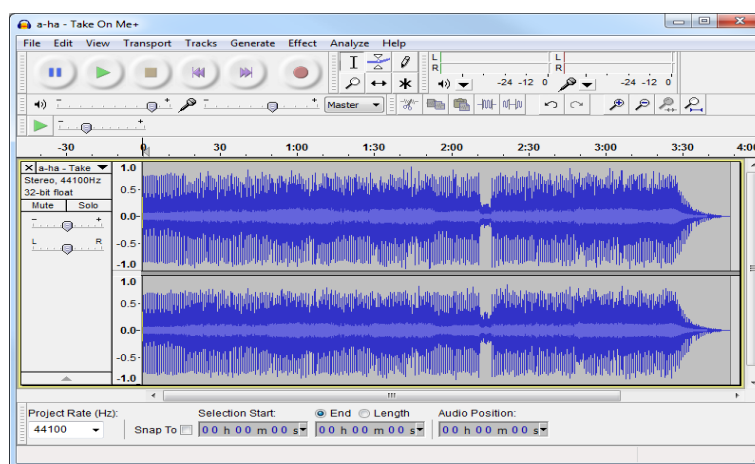 a-ha - Take On Me+
File Edit View Transport Tracks Generate Effect Analyze Help
L
R
L
R
-24 -12 0
-24 -12 0
- +
- +
Master
- +
-30 0 30 1:00 1:30 2:00 2:30 3:00 3:30 4:00
a-ha - Take
Stereo, 44100Hz
32-bit float
Mute Solo
- +
L R
1.0
0.5-
0.0-
-0.5-
-1.0
1.0
0.5-
0.0-
-0.5-
-1.0
Project Rate (Hz): Selection Start: End Length Audio Position:
44100 Snap To 00 h 00 m 00 s 00 h 00 m 00 s 00 h 00 m 00 s